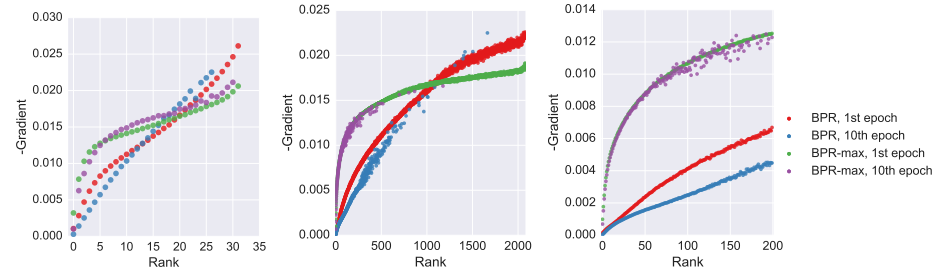 0.030
0.025
0.020
0.015
0.010
0.005
0.000
-Gradient
0 5 10 15 20 25 30 35
Rank
0.025
0.020
0.015
0.010
0.005
0.000
-Gradient
0 500 1000 1500 2000
Rank
0.014
0.012
0.010
0.008
0.006
0.004
0.002
0.000
-Gradient
0 50 100 150 200
Rank
BPR, 1st epoch
BPR, 10th epoch
BPR-max, 1st epoch
BPR-max, 10th epoch